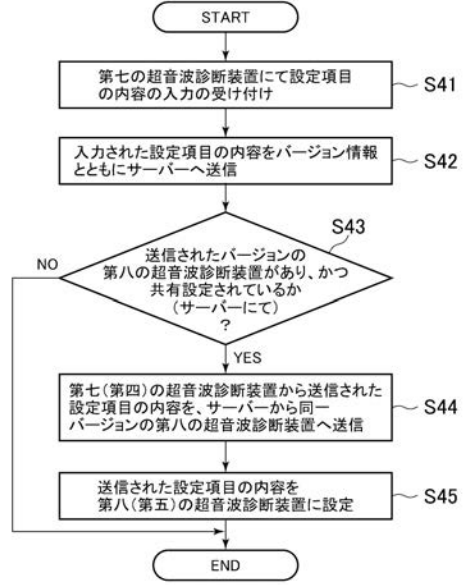 START
第七の超音波診断装置にて設定項目
の内容の入力の受け付け
S41
入力された設定項目の内容をバージョン情報
とともにサーバーへ送信
S42
S43
送信されたバージョンの
第八の超音波診断装置があり、かつ
共有設定されているか
(サーバーにて)
?
NO
YES
第七(第四)の超音波診断装置から送信された
設定項目の内容を、サーバーから同一
バージョンの第八の超音波診断装置へ送信
S44
送信された設定項目の内容を
第八(第五)の超音波診断装置に設定
S45
END